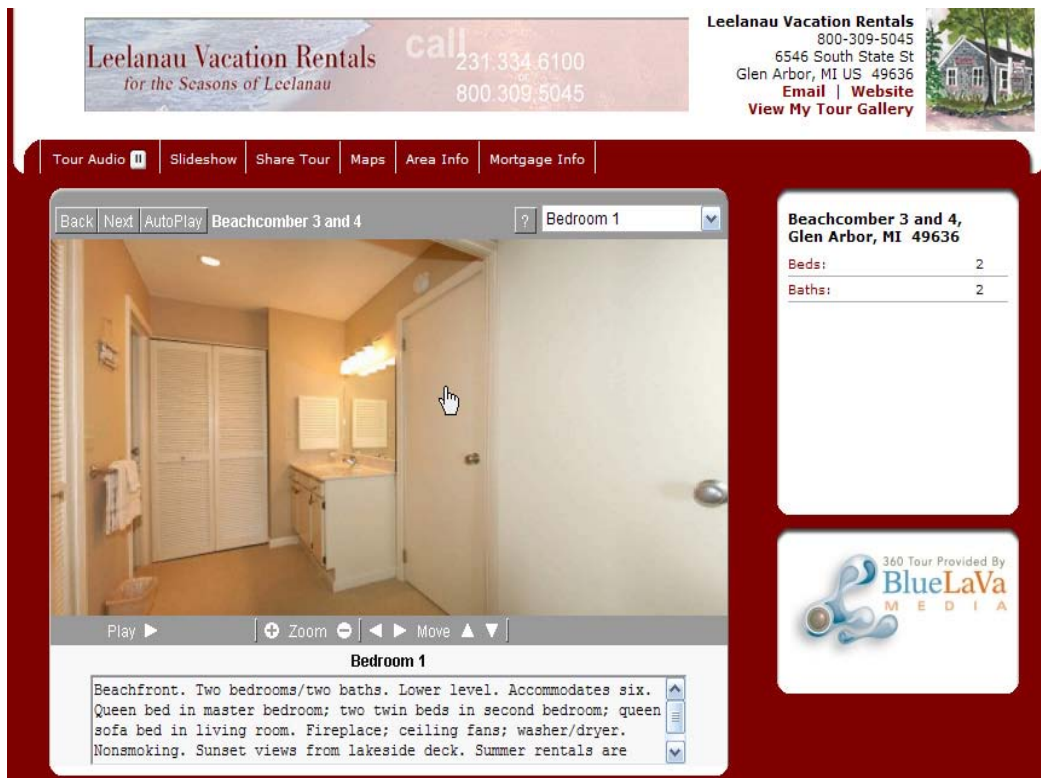 Leelanau Vacation Rentals
for the Seasons of Leelanau
call
231.334.6100
or
800.309.5045
Leelanau Vacation Rentals
800-309-5045
6546 South State St
Glen Arbor, MI US 49636
Email | Website
View My Tour Gallery
Tour Audio
Slideshow
Share Tour
Maps
Area Info
Mortgage Info
Back
Next
AutoPlay
Beachcomber 3 and 4
?
Bedroom 1
Beachcomber 3 and 4,
Glen Arbor, MI 49636
Beds: 2
Baths: 2
Play
Zoom
Move
Bedroom 1
Beachfront. Two bedrooms/two baths. Lower level. Accommodates six.
Queen bed in master bedroom; two twin beds in second bedroom; queen
sofa bed in living room. Fireplace; ceiling fans; washer/dryer.
Nonsmoking. Sunset views from lakeside deck. Summer rentals are
360 Tour Provided By
BlueLaVa
MEDIA